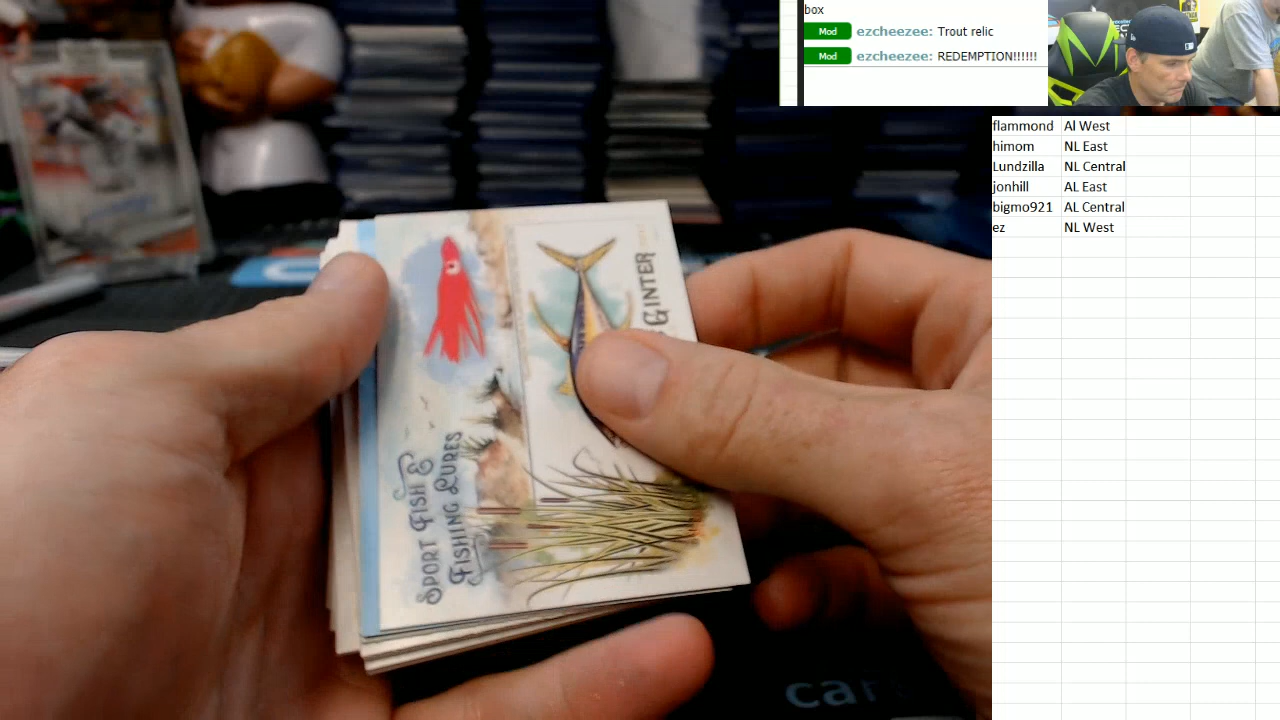 box
Mod ezcheezee: Trout relic
Mod ezcheezee: REDEMPTION!!!!!!
flammond Al West
himom NL East
Lundzilla NL Central
jonhill AL East
bigmo921 AL Central
ez NL West
SPORT FISH &
FISHING LURES
GINTER